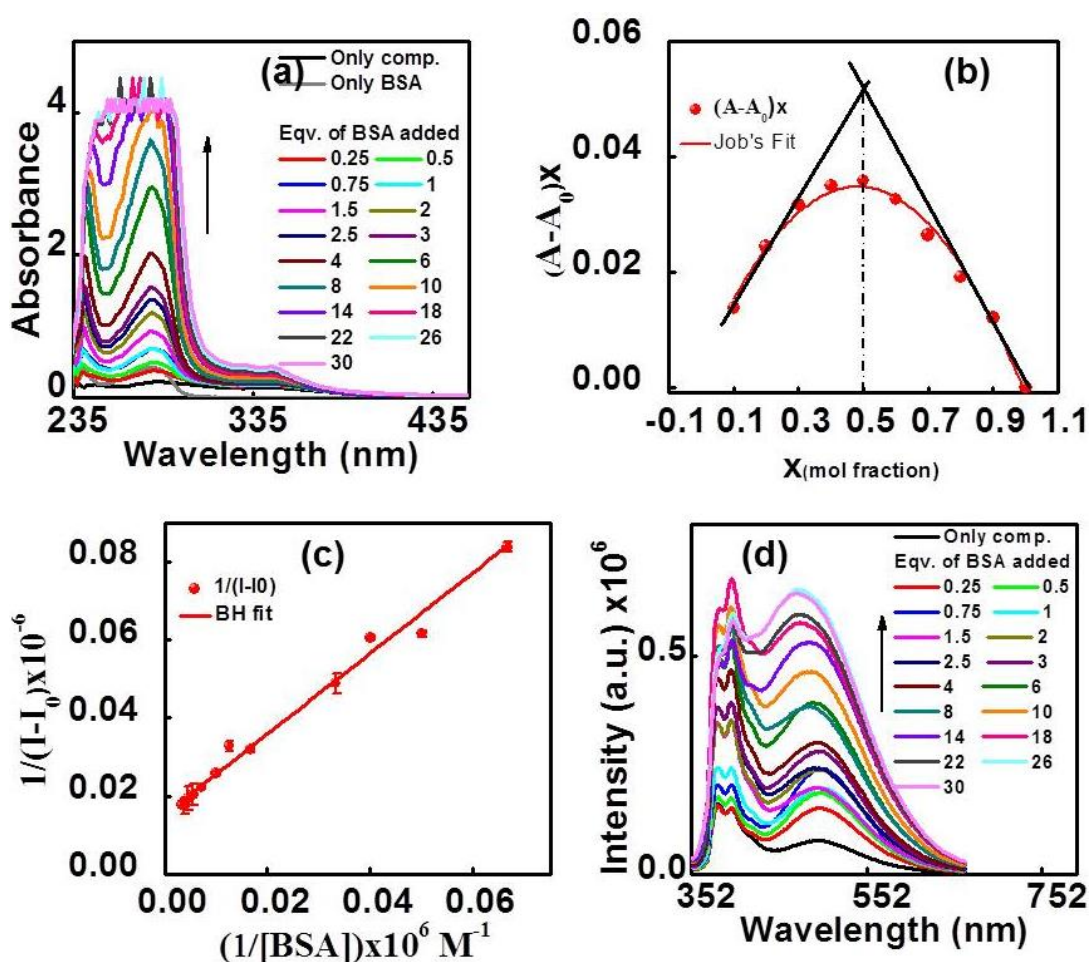 (a)
Only comp.
Only BSA
Eqv. of BSA added
0.25 0.5
0.75 1
1.5 2
2.5 3
4 6
8 10
14 18
22 26
30
4
2
0
Absorbance
235 335 435
Wavelength (nm)
(b)
(A-A0)x
Job's Fit
0.06
0.04
0.02
0.00
(A-A0)x
-0.1 0.1 0.3 0.5 0.7 0.9 1.1
x(mol fraction)
(c)
1/(I-I0)
BH fit
0.08
0.06
0.04
0.02
0.00
1/(I-I0)x10-6
0.00 0.02 0.04 0.06
(1/[BSA])x10^6 M^-1
(d)
Only comp.
Eqv. of BSA added
0.25 0.5
0.75 1
1.5 2
2.5 3
4 6
8 10
14 18
22 26
30
0.5
0.0
Intensity (a.u.) x10^6
352 552 752
Wavelength (nm)